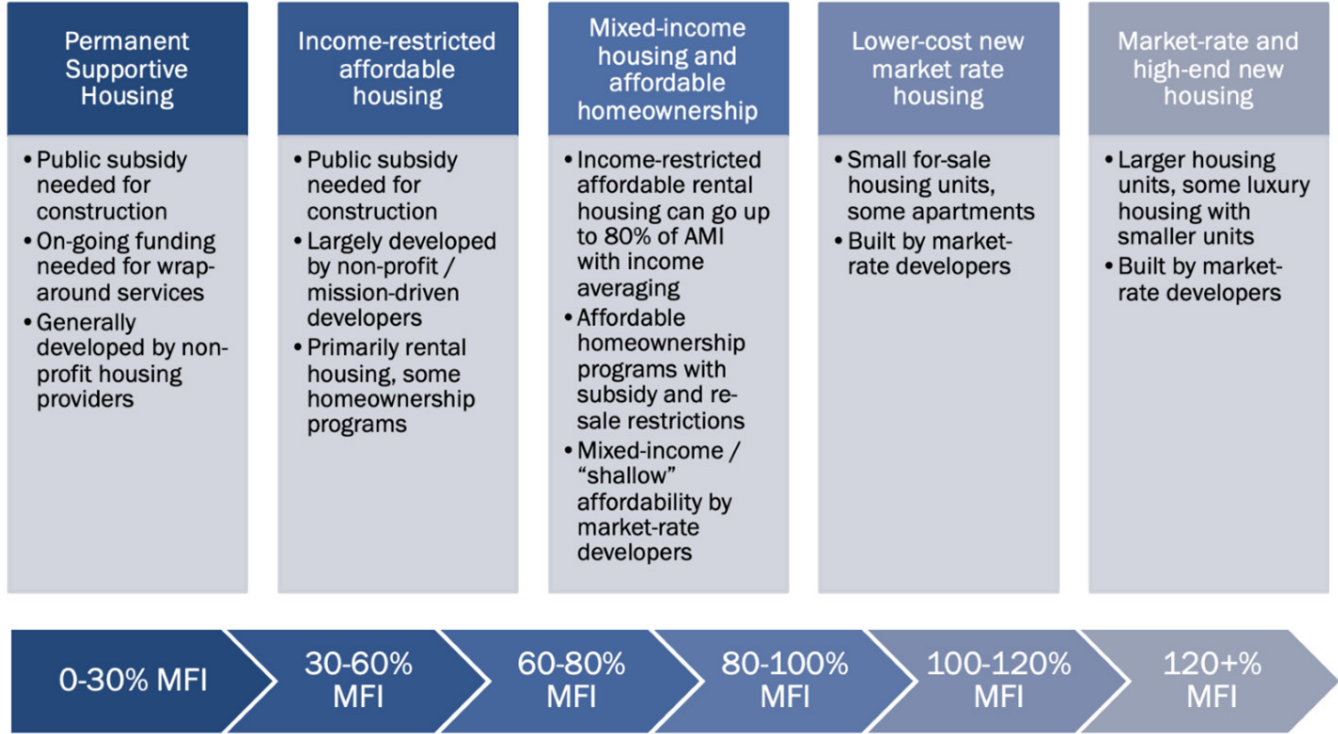 Permanent
Supportive
Housing
• Public subsidy
needed for
construction
• On-going funding
needed for wrap-
around services
• Generally
developed by non-
profit housing
providers
Income-restricted
affordable
housing
• Public subsidy
needed for
construction
• Largely developed
by non-profit /
mission-driven
developers
• Primarily rental
housing, some
homeownership
programs
Mixed-income
housing and
affordable
homeownership
• Income-restricted
affordable rental
housing can go up
to 80% of AMI
with income
averaging
• Affordable
homeownership
programs with
subsidy and re-
sale restrictions
• Mixed-income /
“shallow”
affordability by
market-rate
developers
Lower-cost new
market rate
housing
• Small for-sale
housing units,
some apartments
• Built by market-
rate developers
Market-rate and
high-end new
housing
• Larger housing
units, some luxury
housing with
smaller units
• Built by market-
rate developers
0-30% MFI
30-60%
MFI
60-80%
MFI
80-100%
MFI
100-120%
MFI
120+%
MFI